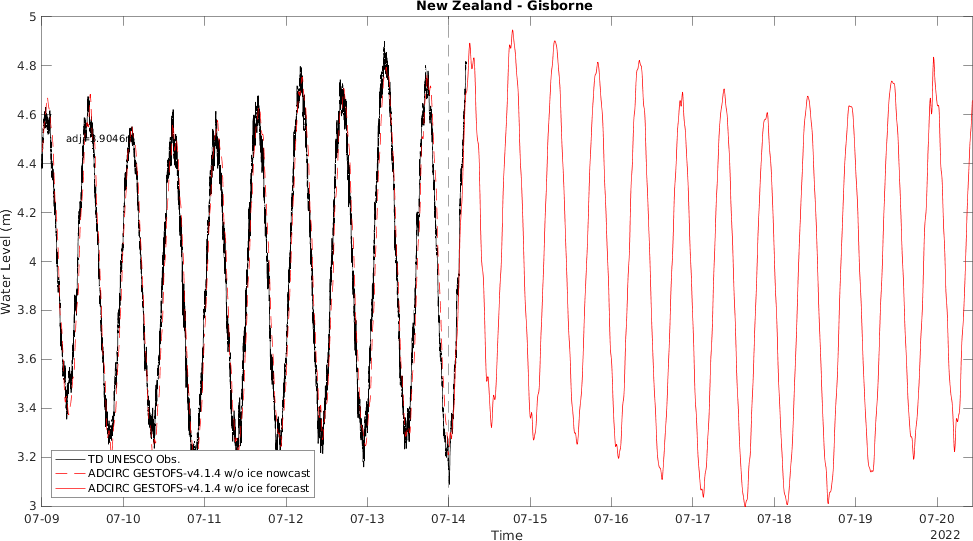 New Zealand - Gisborne
Water Level (m)
5
4.8
4.6
4.4
4.2
4
3.8
3.6
3.4
3.2
3
TD UNESCO Obs.
ADCIRC GESTOFS-v4.1.4 w/o ice nowcast
ADCIRC GESTOFS-v4.1.4 w/o ice forecast
07-09 07-10 07-11 07-12 07-13 07-14 07-15 07-16 07-17 07-18 07-19 07-20
Time
2022